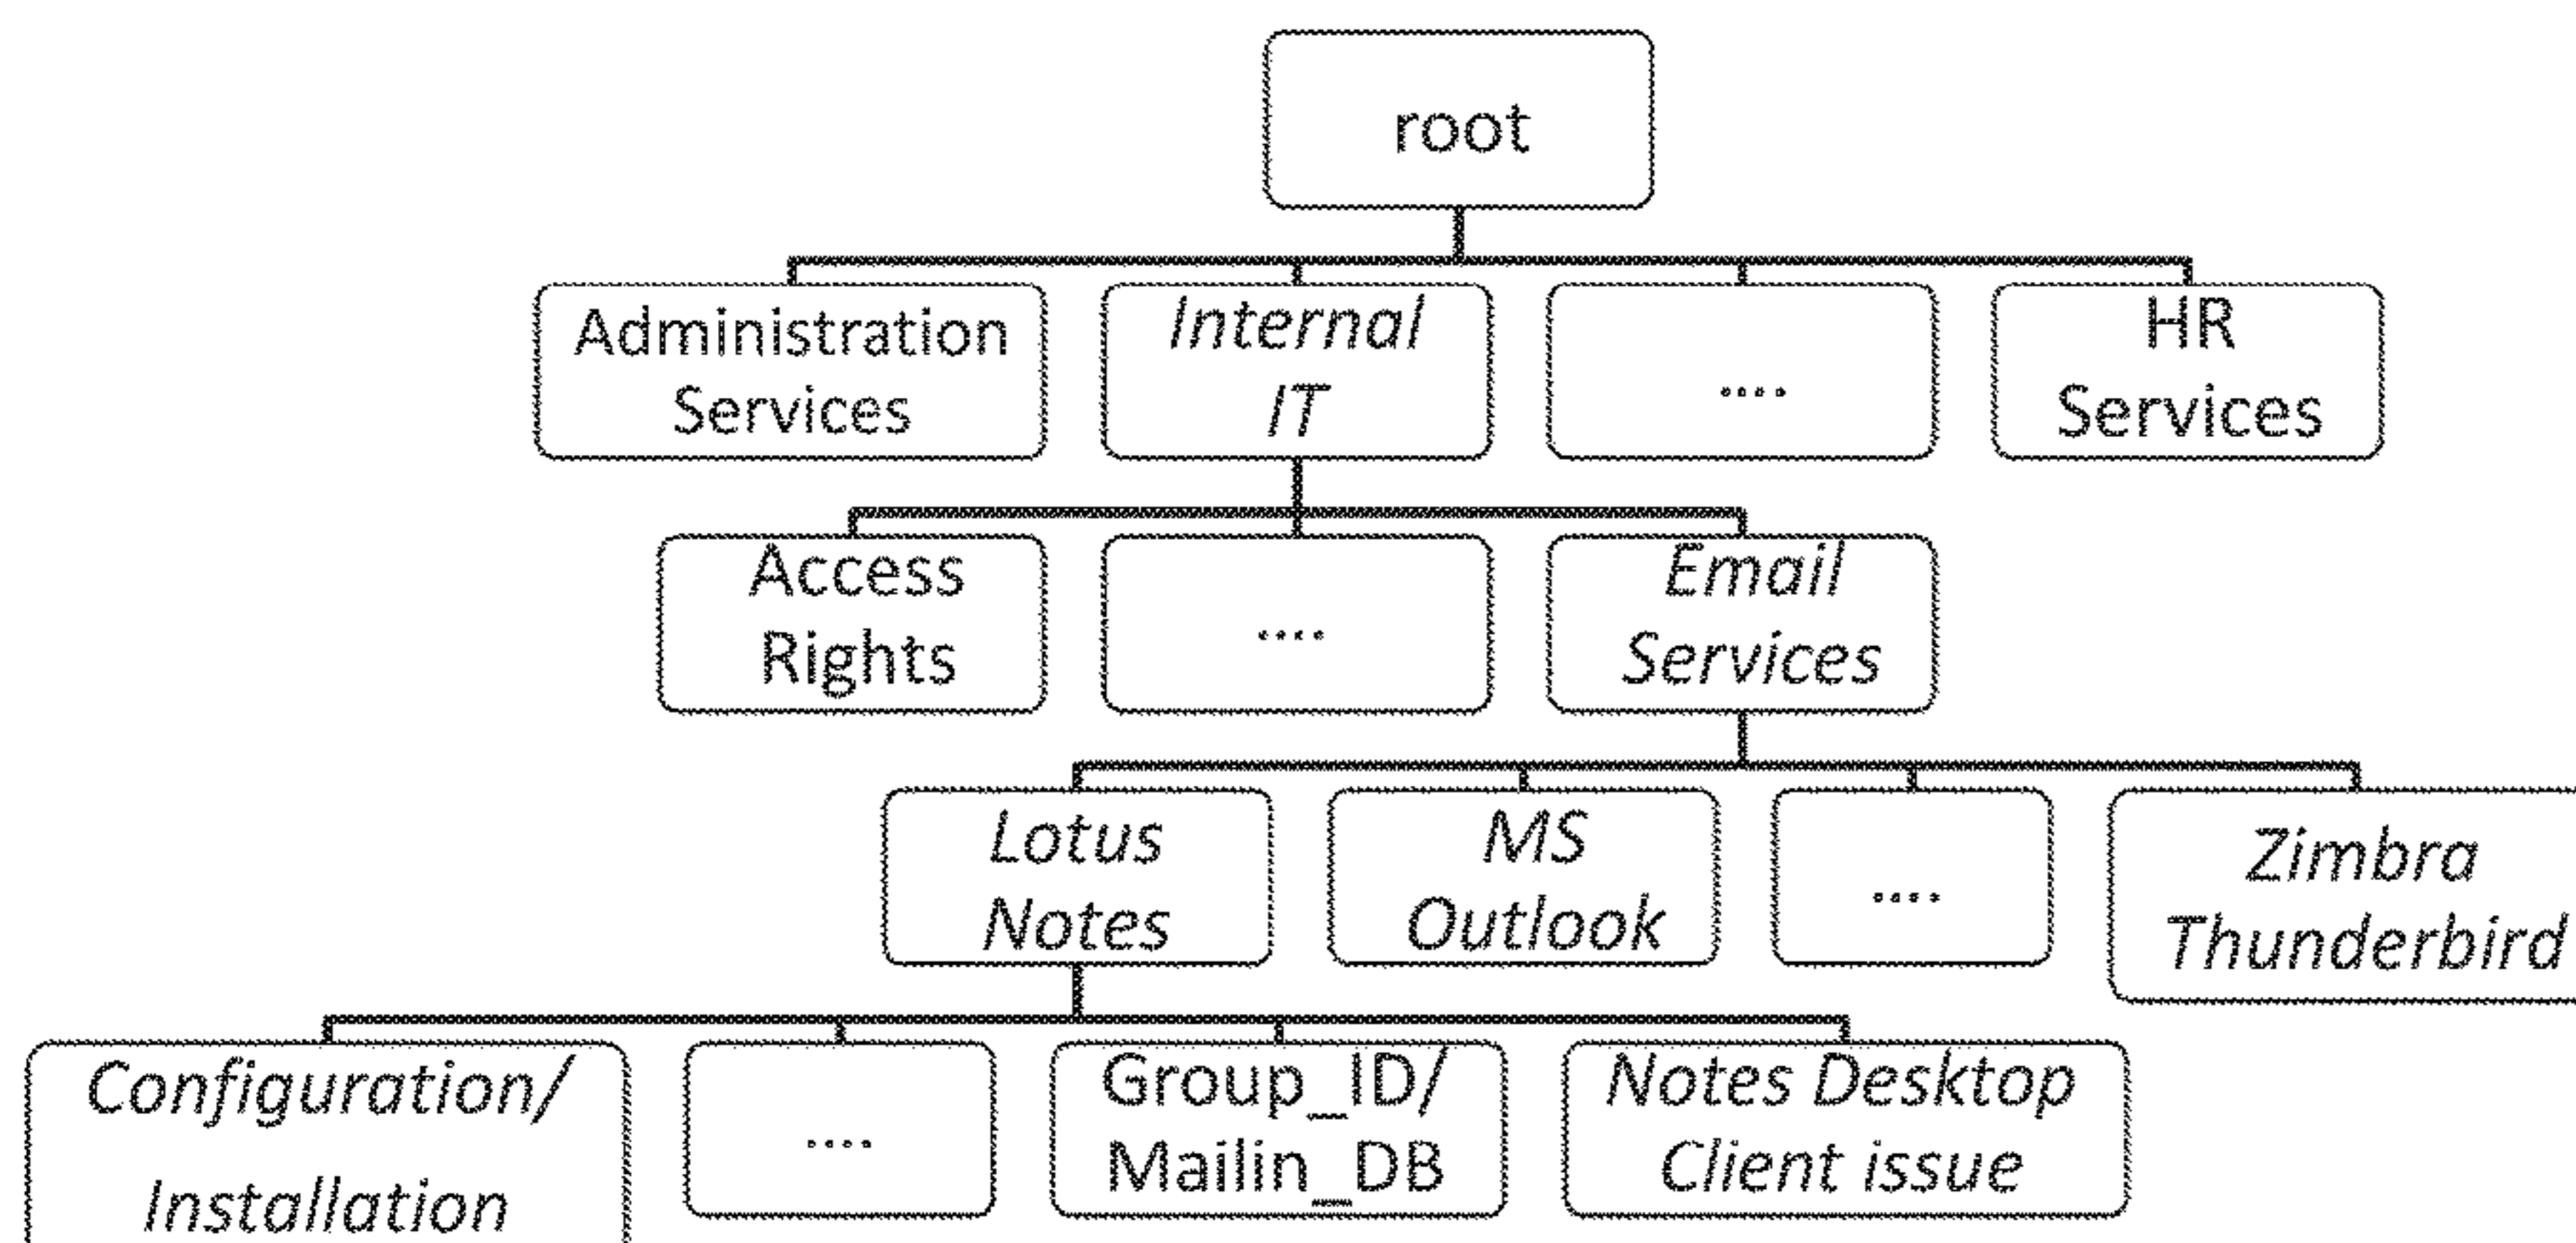 root
Administration
Services
Internal
IT
....
HR
Services
Access
Rights
....
Email
Services
Lotus
Notes
MS
Outlook
....
Zimbra
Thunderbird
Configuration/
Installation
....
Group_ID/
Mailin_DB
Notes Desktop
Client issue